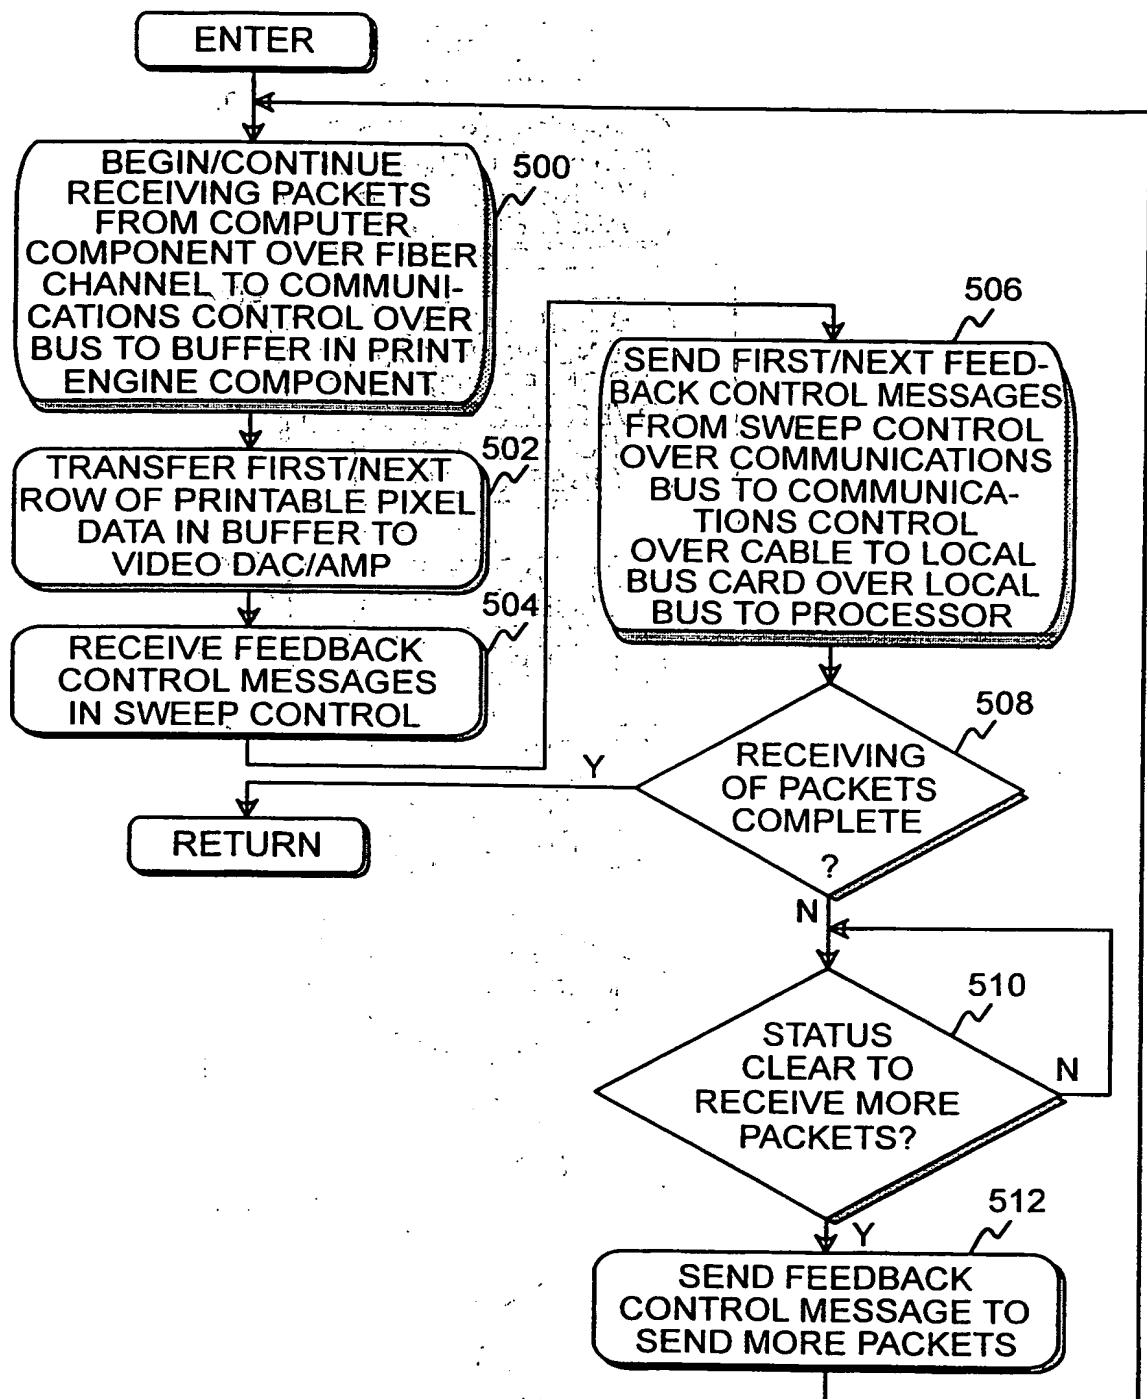 ENTER
BEGIN/CONTINUE
RECEIVING PACKETS
FROM COMPUTER
COMPONENT OVER FIBER
CHANNEL TO COMMUNI-
CATIONS CONTROL OVER
BUS TO BUFFER IN PRINT
ENGINE COMPONENT
500
TRANSFER FIRST/NEXT
ROW OF PRINTABLE PIXEL
DATA IN BUFFER TO
VIDEO DAC/AMP
502
RECEIVE FEEDBACK
CONTROL MESSAGES
IN SWEEP CONTROL
504
506
SEND FIRST/NEXT FEED-
BACK CONTROL MESSAGES
FROM SWEEP CONTROL
OVER COMMUNICATIONS
BUS TO COMMUNICA-
TIONS CONTROL
OVER CABLE TO LOCAL
BUS CARD OVER LOCAL
BUS TO PROCESSOR
508
RECEIVING
OF PACKETS
COMPLETE
?
Y
RETURN
N
510
STATUS
CLEAR TO
RECEIVE MORE
PACKETS?
N
Y
512
SEND FEEDBACK
CONTROL MESSAGE TO
SEND MORE PACKETS